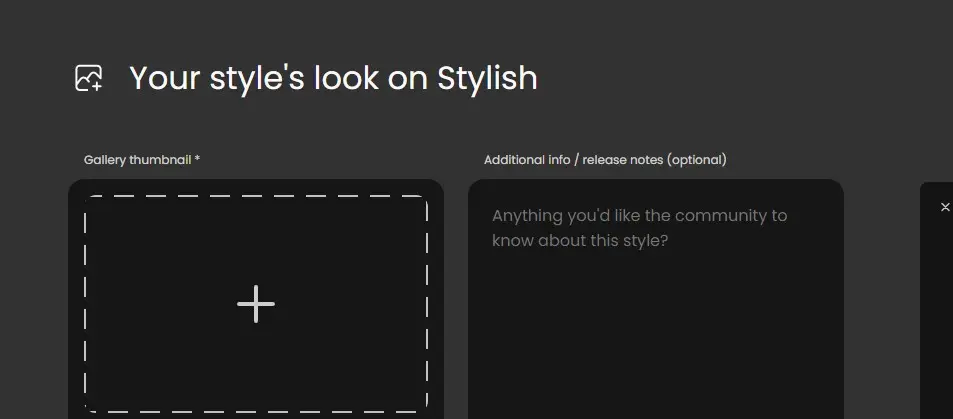 Your style's look on Stylish
Gallery thumbnail *
Additional info / release notes (optional)
Anything you'd like the community to
know about this style?